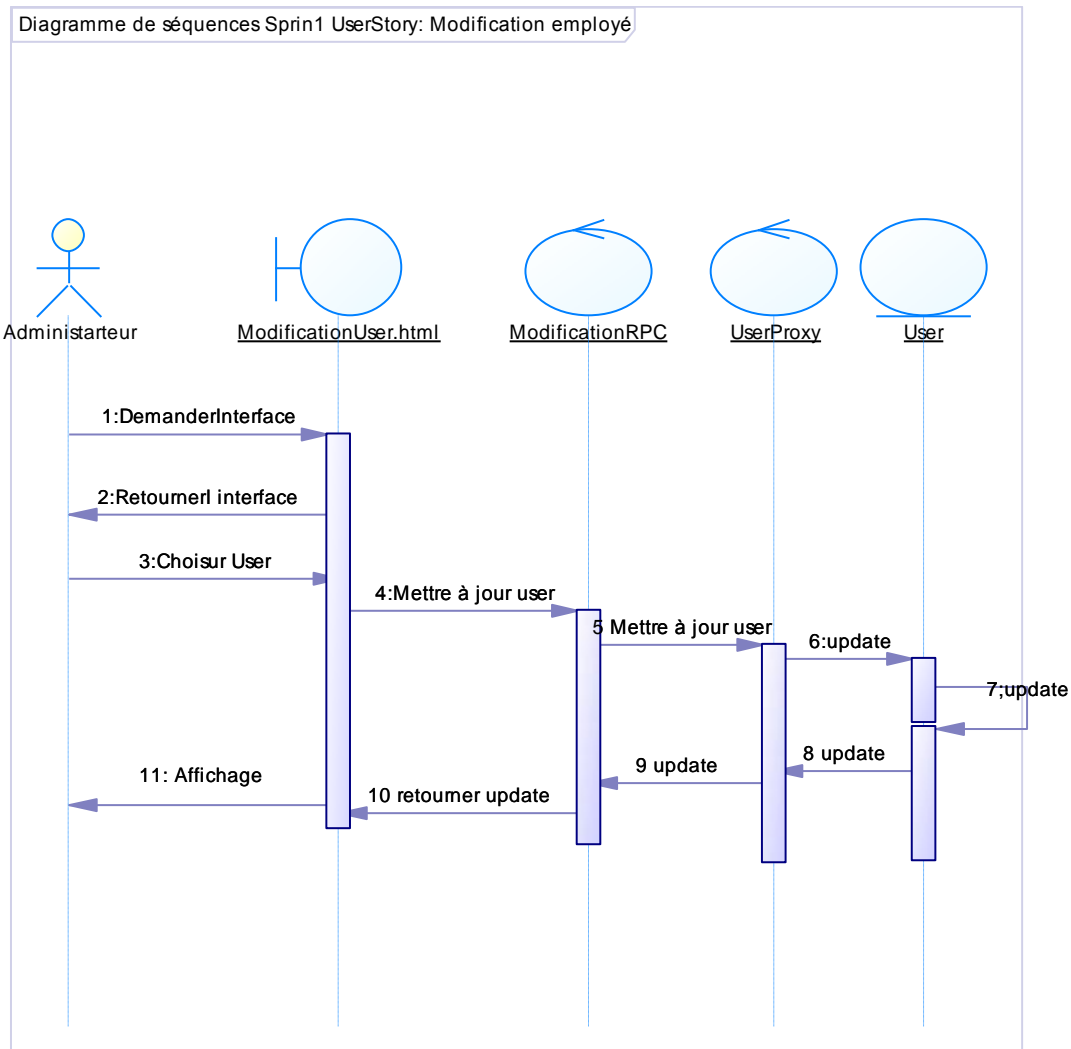 Diagramme de séquences Sprin1 UserStory: Modification employé
Administarteur
ModificationUser.html
ModificationRPC
UserProxy
User
1:DemanderInterface
2:RetournerI interface
3:Choisur User
4:Mettre à jour user
5 Mettre à jour user
6:update
7;update
8 update
9 update
10 retourner update
11: Affichage